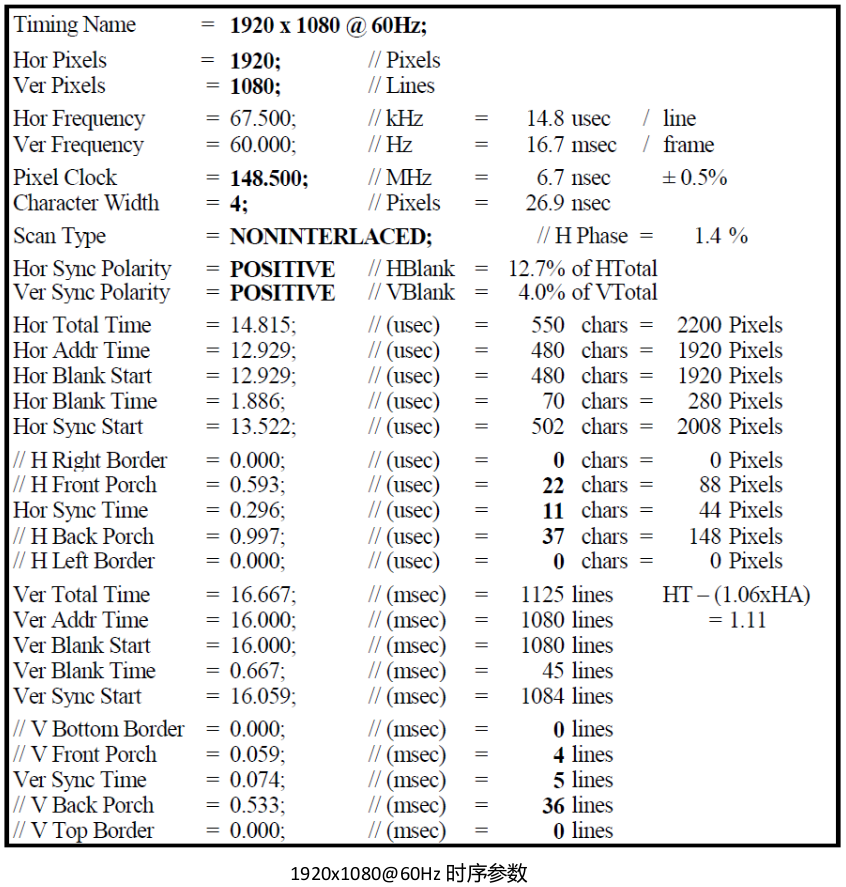 Timing Name = 1920 x 1080 @ 60Hz;
Hor Pixels = 1920; // Pixels
Ver Pixels = 1080; // Lines
Hor Frequency = 67.500; // kHz = 14.8 usec / line
Ver Frequency = 60.000; // Hz = 16.7 msec / frame
Pixel Clock = 148.500; // MHz = 6.7 nsec ± 0.5%
Character Width = 4; // Pixels = 26.9 nsec
Scan Type = NONINTERLACED; // H Phase = 1.4 %
Hor Sync Polarity = POSITIVE // HBlank = 12.7% of HTotal
Ver Sync Polarity = POSITIVE // VBlank = 4.0% of VTotal
Hor Total Time = 14.815; // (usec) = 550 chars = 2200 Pixels
Hor Addr Time = 12.929; // (usec) = 480 chars = 1920 Pixels
Hor Blank Start = 12.929; // (usec) = 480 chars = 1920 Pixels
Hor Blank Time = 1.886; // (usec) = 70 chars = 280 Pixels
Hor Sync Start = 13.522; // (usec) = 502 chars = 2008 Pixels
// H Right Border = 0.000; // (usec) = 0 chars = 0 Pixels
// H Front Porch = 0.593; // (usec) = 22 chars = 88 Pixels
Hor Sync Time = 0.296; // (usec) = 11 chars = 44 Pixels
// H Back Porch = 0.997; // (usec) = 37 chars = 148 Pixels
// H Left Border = 0.000; // (usec) = 0 chars = 0 Pixels
Ver Total Time = 16.667; // (msec) = 1125 lines HT – (1.06xHA)
Ver Addr Time = 16.000; // (msec) = 1080 lines = 1.11
Ver Blank Start = 16.000; // (msec) = 1080 lines
Ver Blank Time = 0.667; // (msec) = 45 lines
Ver Sync Start = 16.059; // (msec) = 1084 lines
// V Bottom Border = 0.000; // (msec) = 0 lines
// V Front Porch = 0.059; // (msec) = 4 lines
Ver Sync Time = 0.074; // (msec) = 5 lines
// V Back Porch = 0.533; // (msec) = 36 lines
// V Top Border = 0.000; // (msec) = 0 lines
1920x1080@60Hz 时序参数